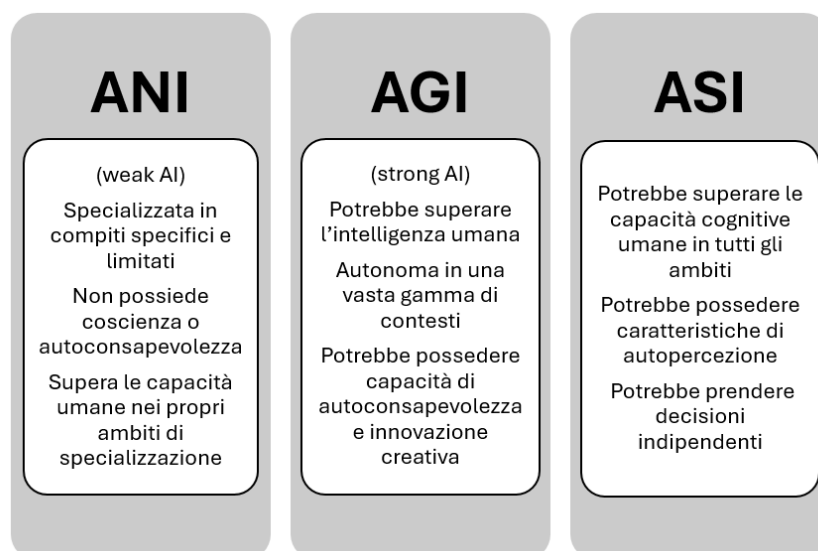 ANI
(weak AI)
Specializzata in
compiti specifici e
limitati
Non possiede
coscienza o
autoconsapevolezza
Supera le capacità
umane nei propri
ambiti di
specializzazione
AGI
(strong AI)
Potrebbe superare
l'intelligenza umana
Autonoma in una
vasta gamma di
contesti
Potrebbe possedere
capacità di
autoconsapevolezza
e innovazione
creativa
ASI
Potrebbe superare le
capacità cognitive
umane in tutti gli
ambiti
Potrebbe possedere
caratteristiche di
autopercezione
Potrebbe prendere
decisioni
indipendenti